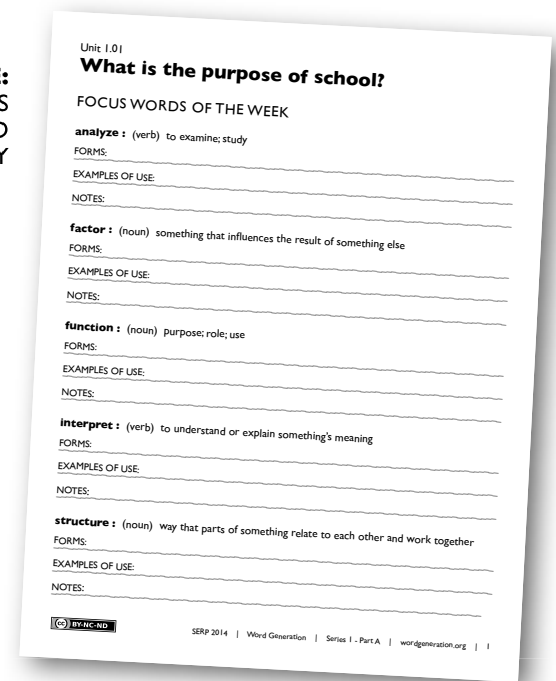 E:
S
D
Y
Unit 1.01
What is the purpose of school?
FOCUS WORDS OF THE WEEK
analyze : (verb) to examine; study
FORMS:
EXAMPLES OF USE:
NOTES:
factor : (noun) something that influences the result of something else
FORMS:
EXAMPLES OF USE:
NOTES:
function : (noun) purpose; role; use
FORMS:
EXAMPLES OF USE:
NOTES:
interpret : (verb) to understand or explain something's meaning
FORMS:
EXAMPLES OF USE:
NOTES:
structure : (noun) way that parts of something relate to each other and work together
FORMS:
EXAMPLES OF USE:
NOTES:
cc BY-NC-ND
SERP 2014 | Word Generation | Series 1 - Part A | wordgeneration.org | 1